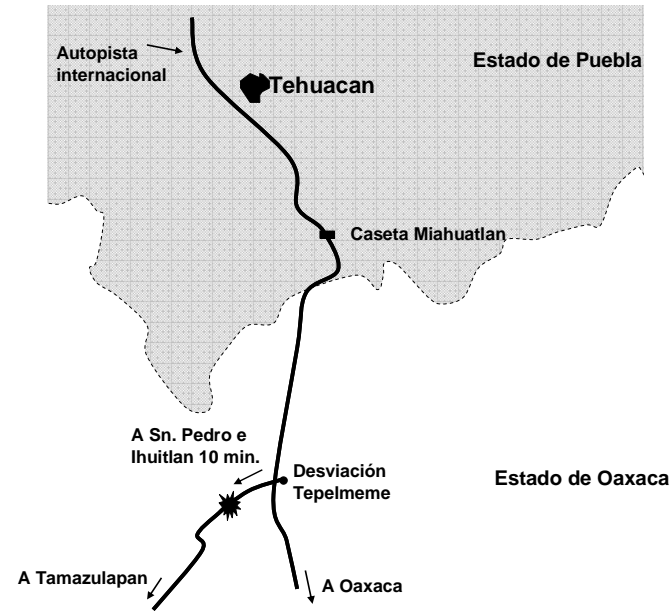 Autopista
internacional
Estado de Puebla
Tehuacan
Caseta Miahuatlan
A Sn. Pedro e
Ihuitlan 10 min.
Desviación
Tepelmeme
Estado de Oaxaca
A Tamazulapan
A Oaxaca